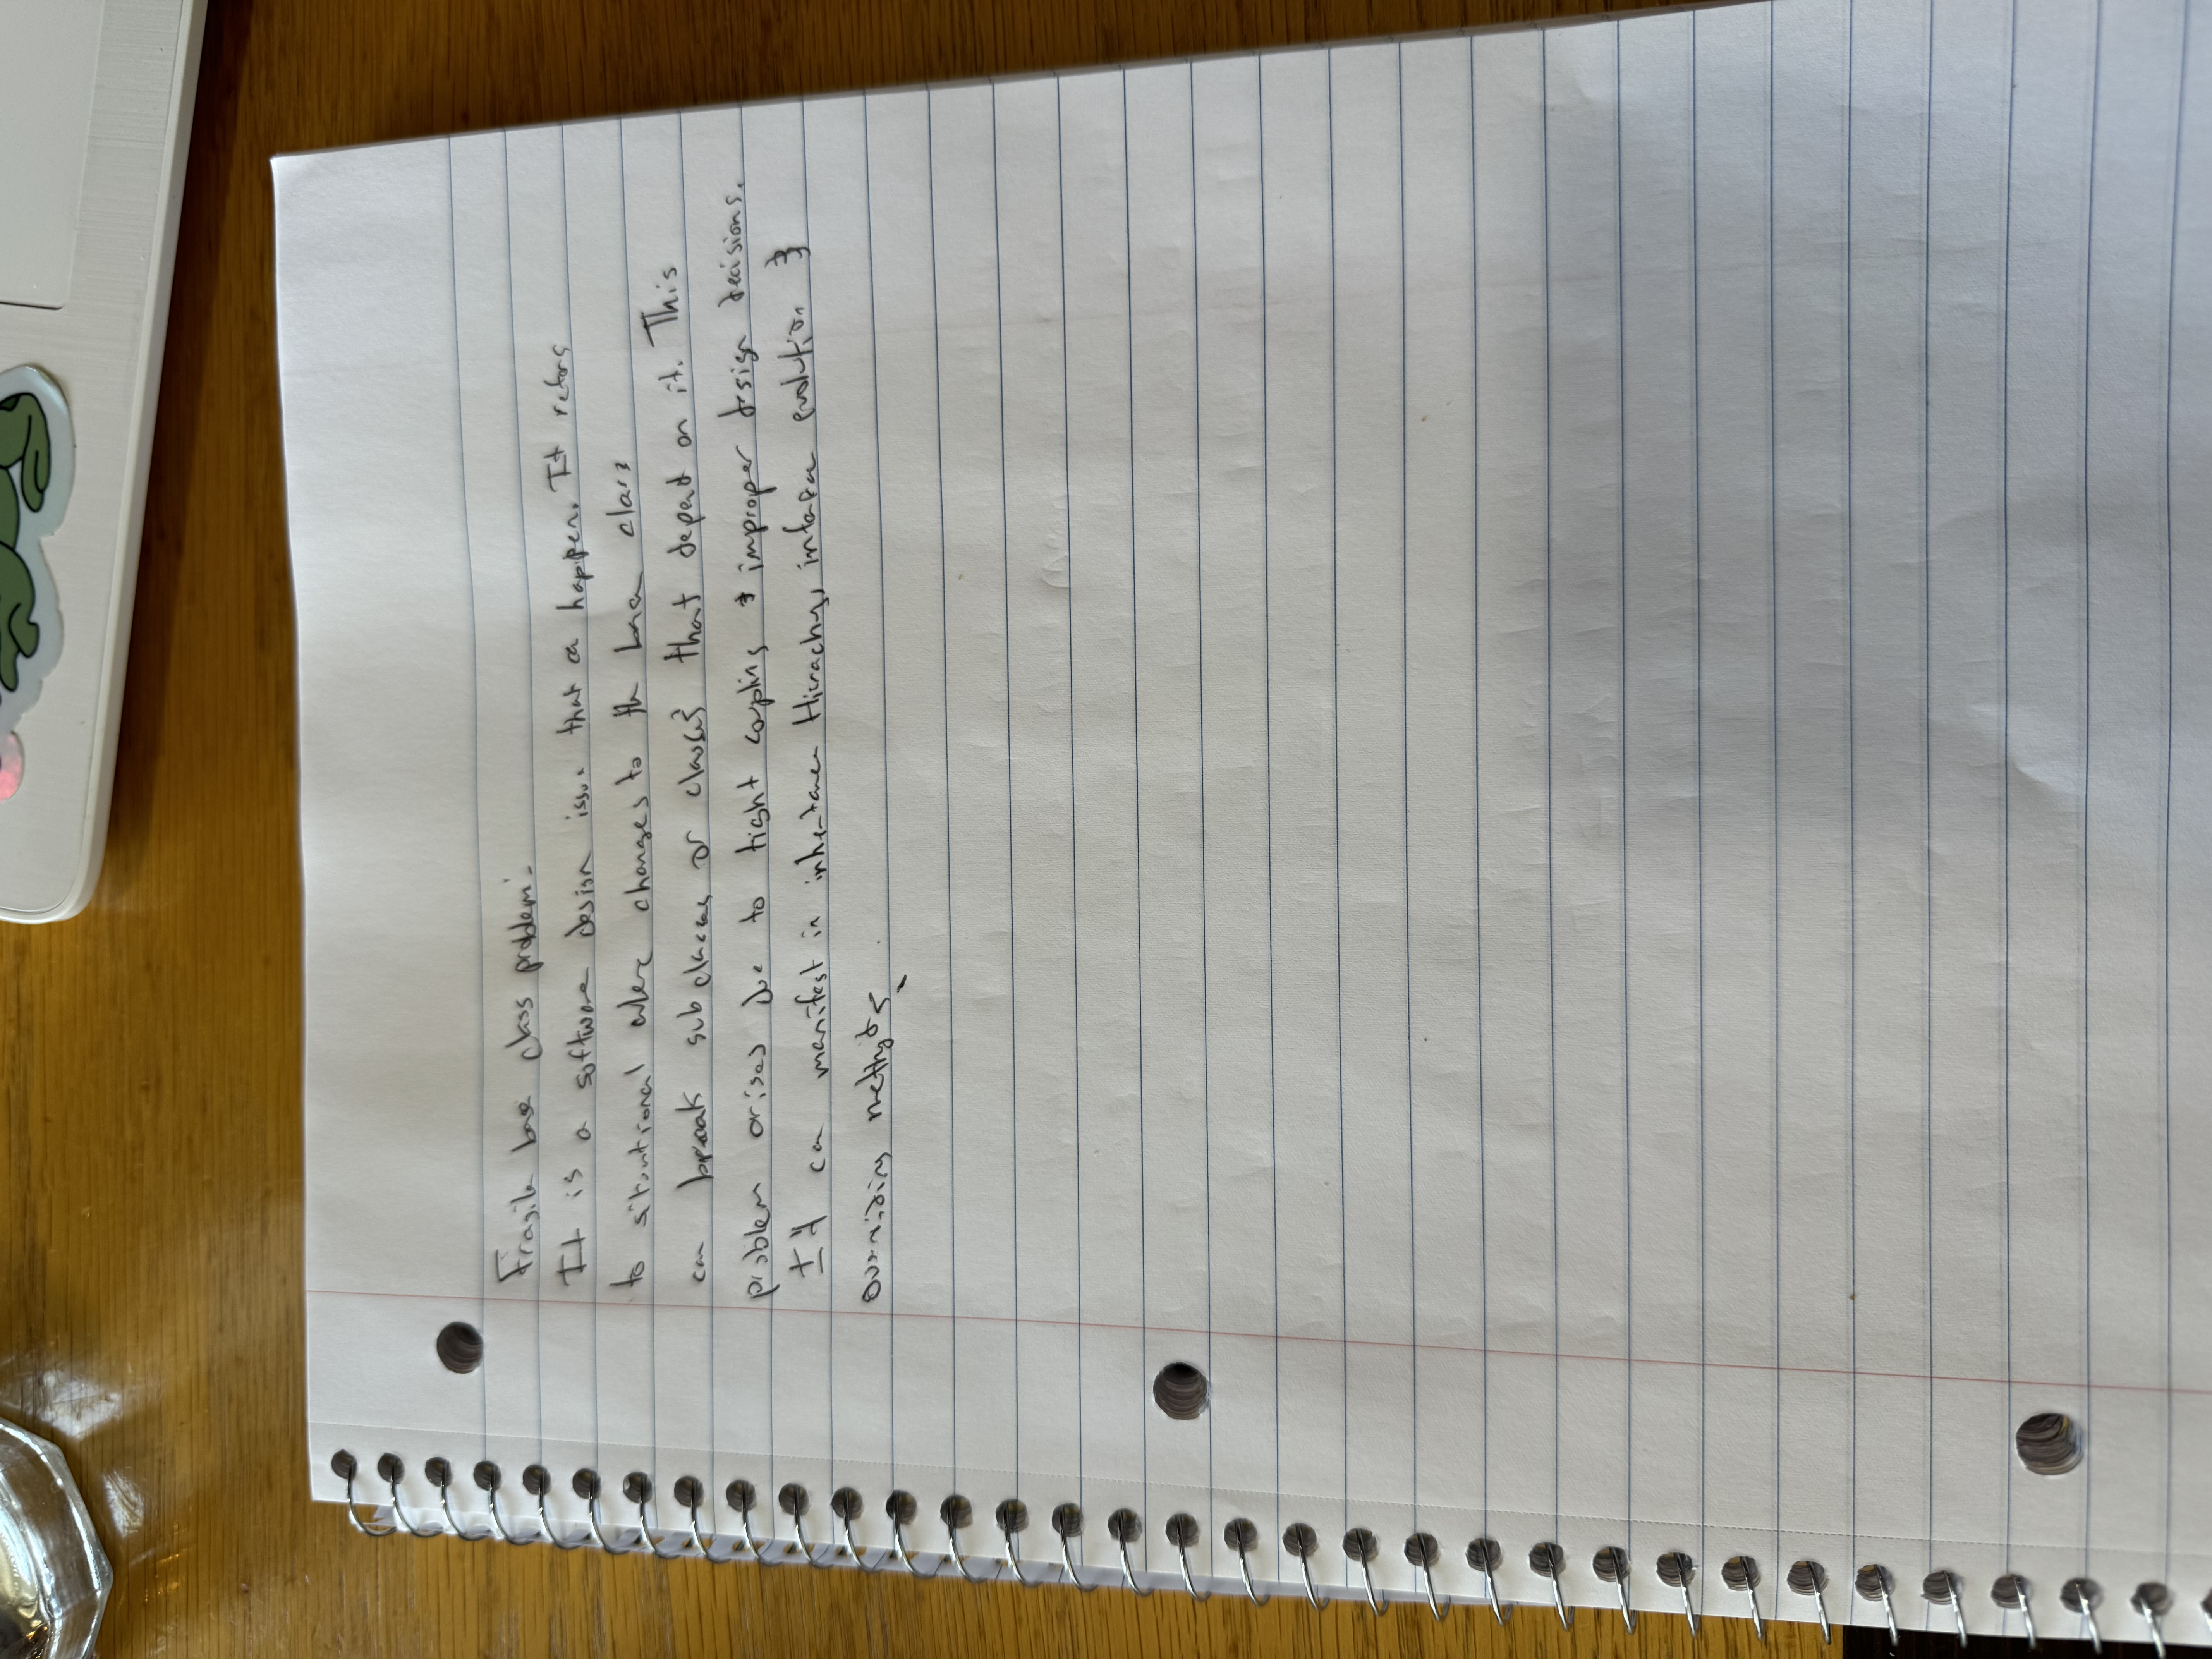 Fragile base class problem:
It is a software design issue that can happen. It refers
to situational where changes to the base class
can break subclasses or classes that depend on it. This
problem arises due to tight coupling & improper design decisions.
It can manifest in inheritance Hirachy, interface evolution &
overriding methods.